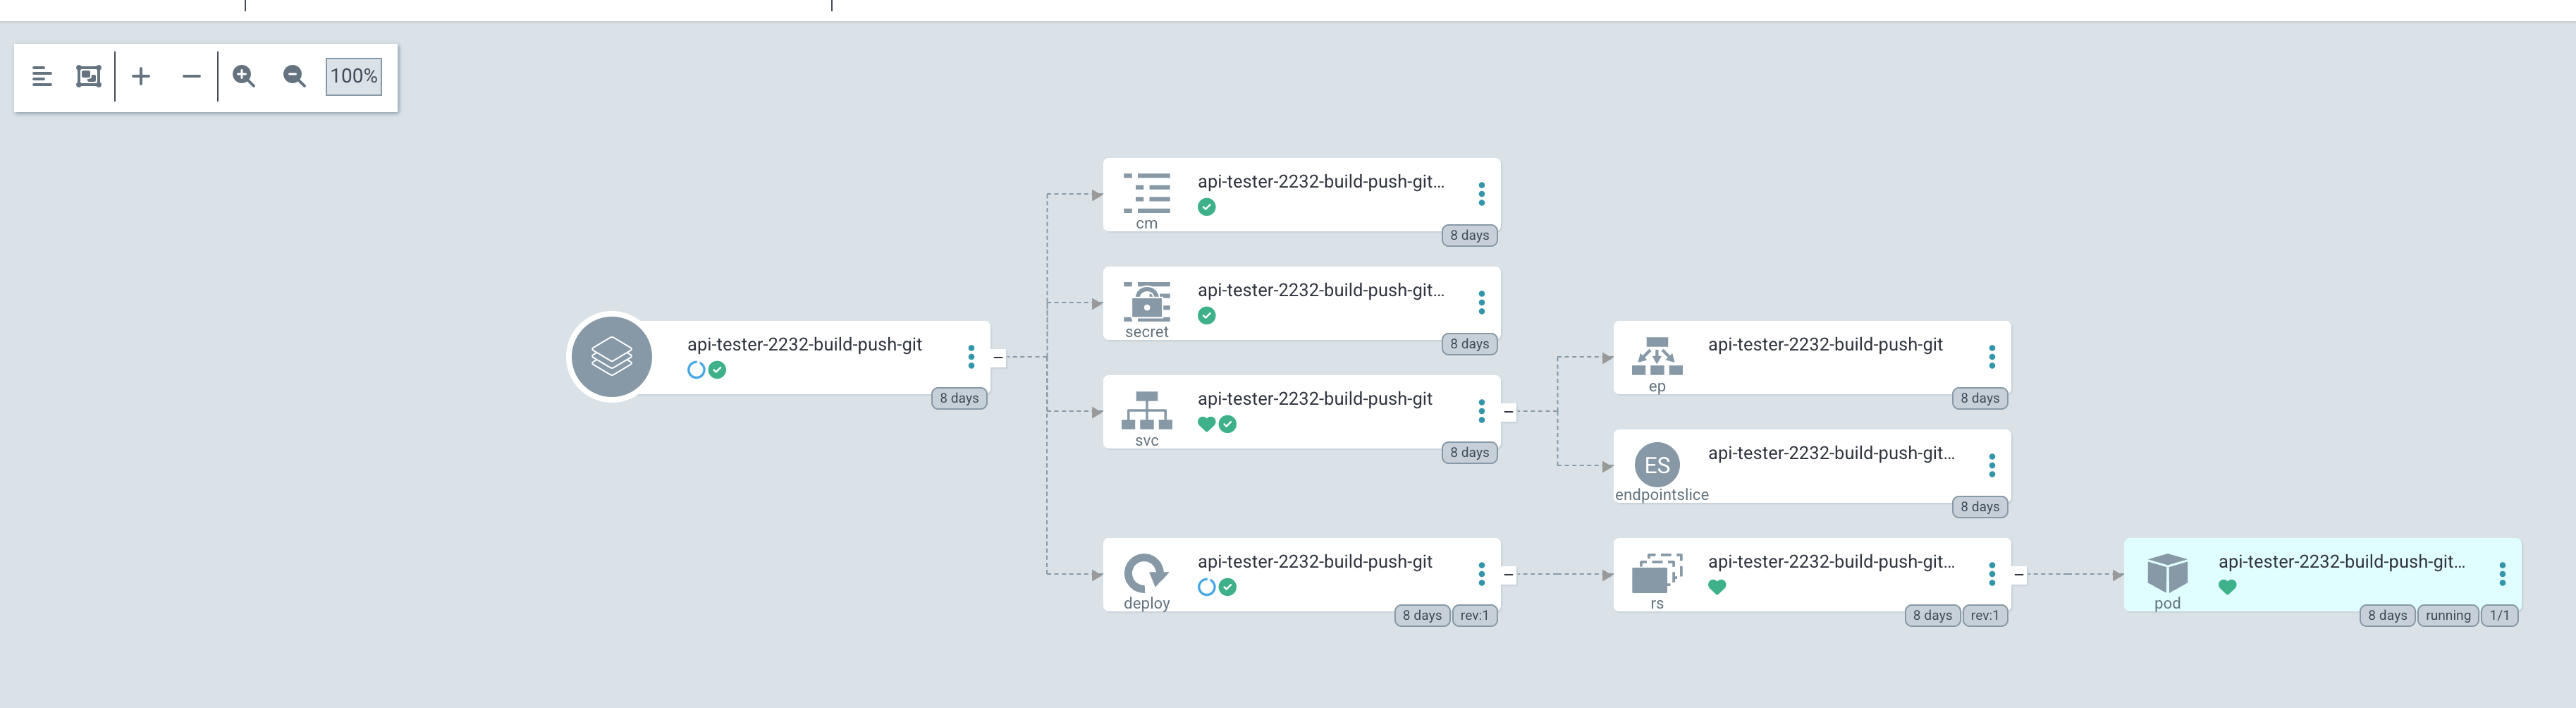 100%
api-tester-2232-build-push-git
8 days
api-tester-2232-build-push-git...
cm
8 days
api-tester-2232-build-push-git...
secret
8 days
api-tester-2232-build-push-git
svc
8 days
api-tester-2232-build-push-git
deploy
8 days rev:1
api-tester-2232-build-push-git
ep
8 days
ES
api-tester-2232-build-push-git...
endpointslice
8 days
api-tester-2232-build-push-git...
rs
8 days rev:1
api-tester-2232-build-push-git...
pod
8 days running 1/1